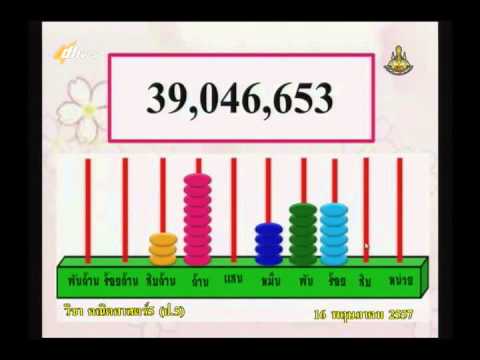 39,046,653
พันล้าน ร้อยล้าน สิบล้าน ล้าน แสน หมื่น พัน ร้อย สิบ หน่วย
วิชา คณิตศาสตร์ (ป.5) 16 พฤษภาคม 2557